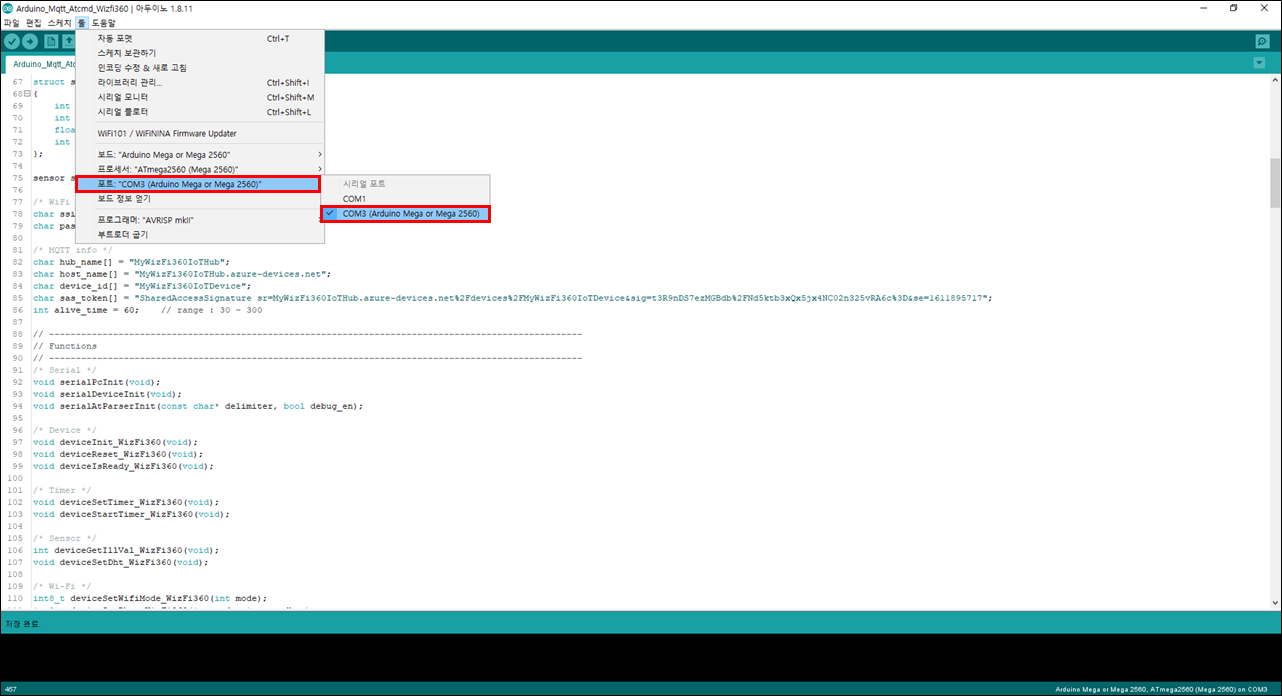 Arduino_Mqtt_Atcmd_Wizfi360 | 아두이노 1.8.11
파일 편집 스케치 툴 도움말
Arduino_Mqtt_Atc
자동 포맷 Ctrl+T
스케치 보관하기
인코딩 수정 & 새로 고침
라이브러리 관리... Ctrl+Shift+I
시리얼 모니터 Ctrl+Shift+M
시리얼 플로터 Ctrl+Shift+L
WiFi101 / WiFiNINA Firmware Updater
보드: "Arduino Mega or Mega 2560"
프로세서: "ATmega2560 (Mega 2560)"
포트: "COM3 (Arduino Mega or Mega 2560)"
보드 정보 얻기
프로그래머: "AVRISP mkII"
부트로더 굽기
시리얼 포트
COM1
COM3 (Arduino Mega or Mega 2560)
67 struct s
68 {
69 int
70 int
71 floa
72 int
73 };
74
75 sensor s
76
77 /* WiFi
78 char ssi
79 char pas
80
81 /* MQTT info */
82 char hub_name[] = "MyWizFi360IoTHub";
83 char host_name[] = "MyWizFi360IoTHub.azure-devices.net";
84 char device_id[] = "MyWizFi360IoTDevice";
85 char sas_token[] = "SharedAccessSignature sr=MyWizFi360IoTHub.azure-devices.net%2Fdevices%2FMyWizFi360IoTDevice&sig=t3R9nDS7ezMGBdb%2FNd5ktb3xQx5jx4NC02n325vRA6c%3D&se=1611895717";
86 int alive_time = 60; // range : 30 ~ 300
87
88 // ----------------------------------------------------------------------------------------------------
89 // Functions
90 // ----------------------------------------------------------------------------------------------------
91 /* Serial */
92 void serialPcInit(void);
93 void serialDeviceInit(void);
94 void serialAtParserInit(const char* delimiter, bool debug_en);
95
96 /* Device */
97 void deviceInit_WizFi360(void);
98 void deviceReset_WizFi360(void);
99 void deviceIsReady_WizFi360(void);
100
101 /* Timer */
102 void deviceSetTimer_WizFi360(void);
103 void deviceStartTimer_WizFi360(void);
104
105 /* Sensor */
106 int deviceGetIllVal_WizFi360(void);
107 void deviceSetDht_WizFi360(void);
108
109 /* Wi-Fi */
110 int8_t deviceSetWifiMode_WizFi360(int mode);
저장 완료.
467 Arduino Mega or Mega 2560, ATmega2560 (Mega 2560) on COM3